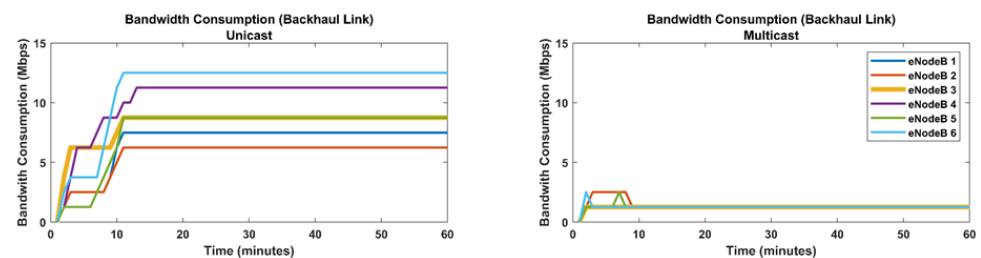 Bandwidth Consumption (Backhaul Link)
Unicast
15
10
5
0
Bandwith Consumption (Mbps)
0 10 20 30 40 50 60
Time (minutes)
Bandwidth Consumption (Backhaul Link)
Multicast
15
10
5
0
Bandwith Consumption (Mbps)
eNodeB 1
eNodeB 2
eNodeB 3
eNodeB 4
eNodeB 5
eNodeB 6
0 10 20 30 40 50 60
Time (minutes)